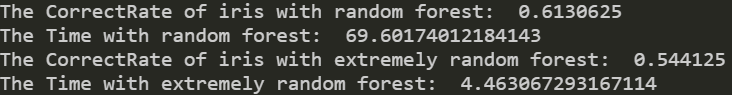 The CorrectRate of iris with random forest:  0.6130625
The Time with random forest:  69.60174012184143
The CorrectRate of iris with extremely random forest:  0.544125
The Time with extremely random forest:  4.463067293167114